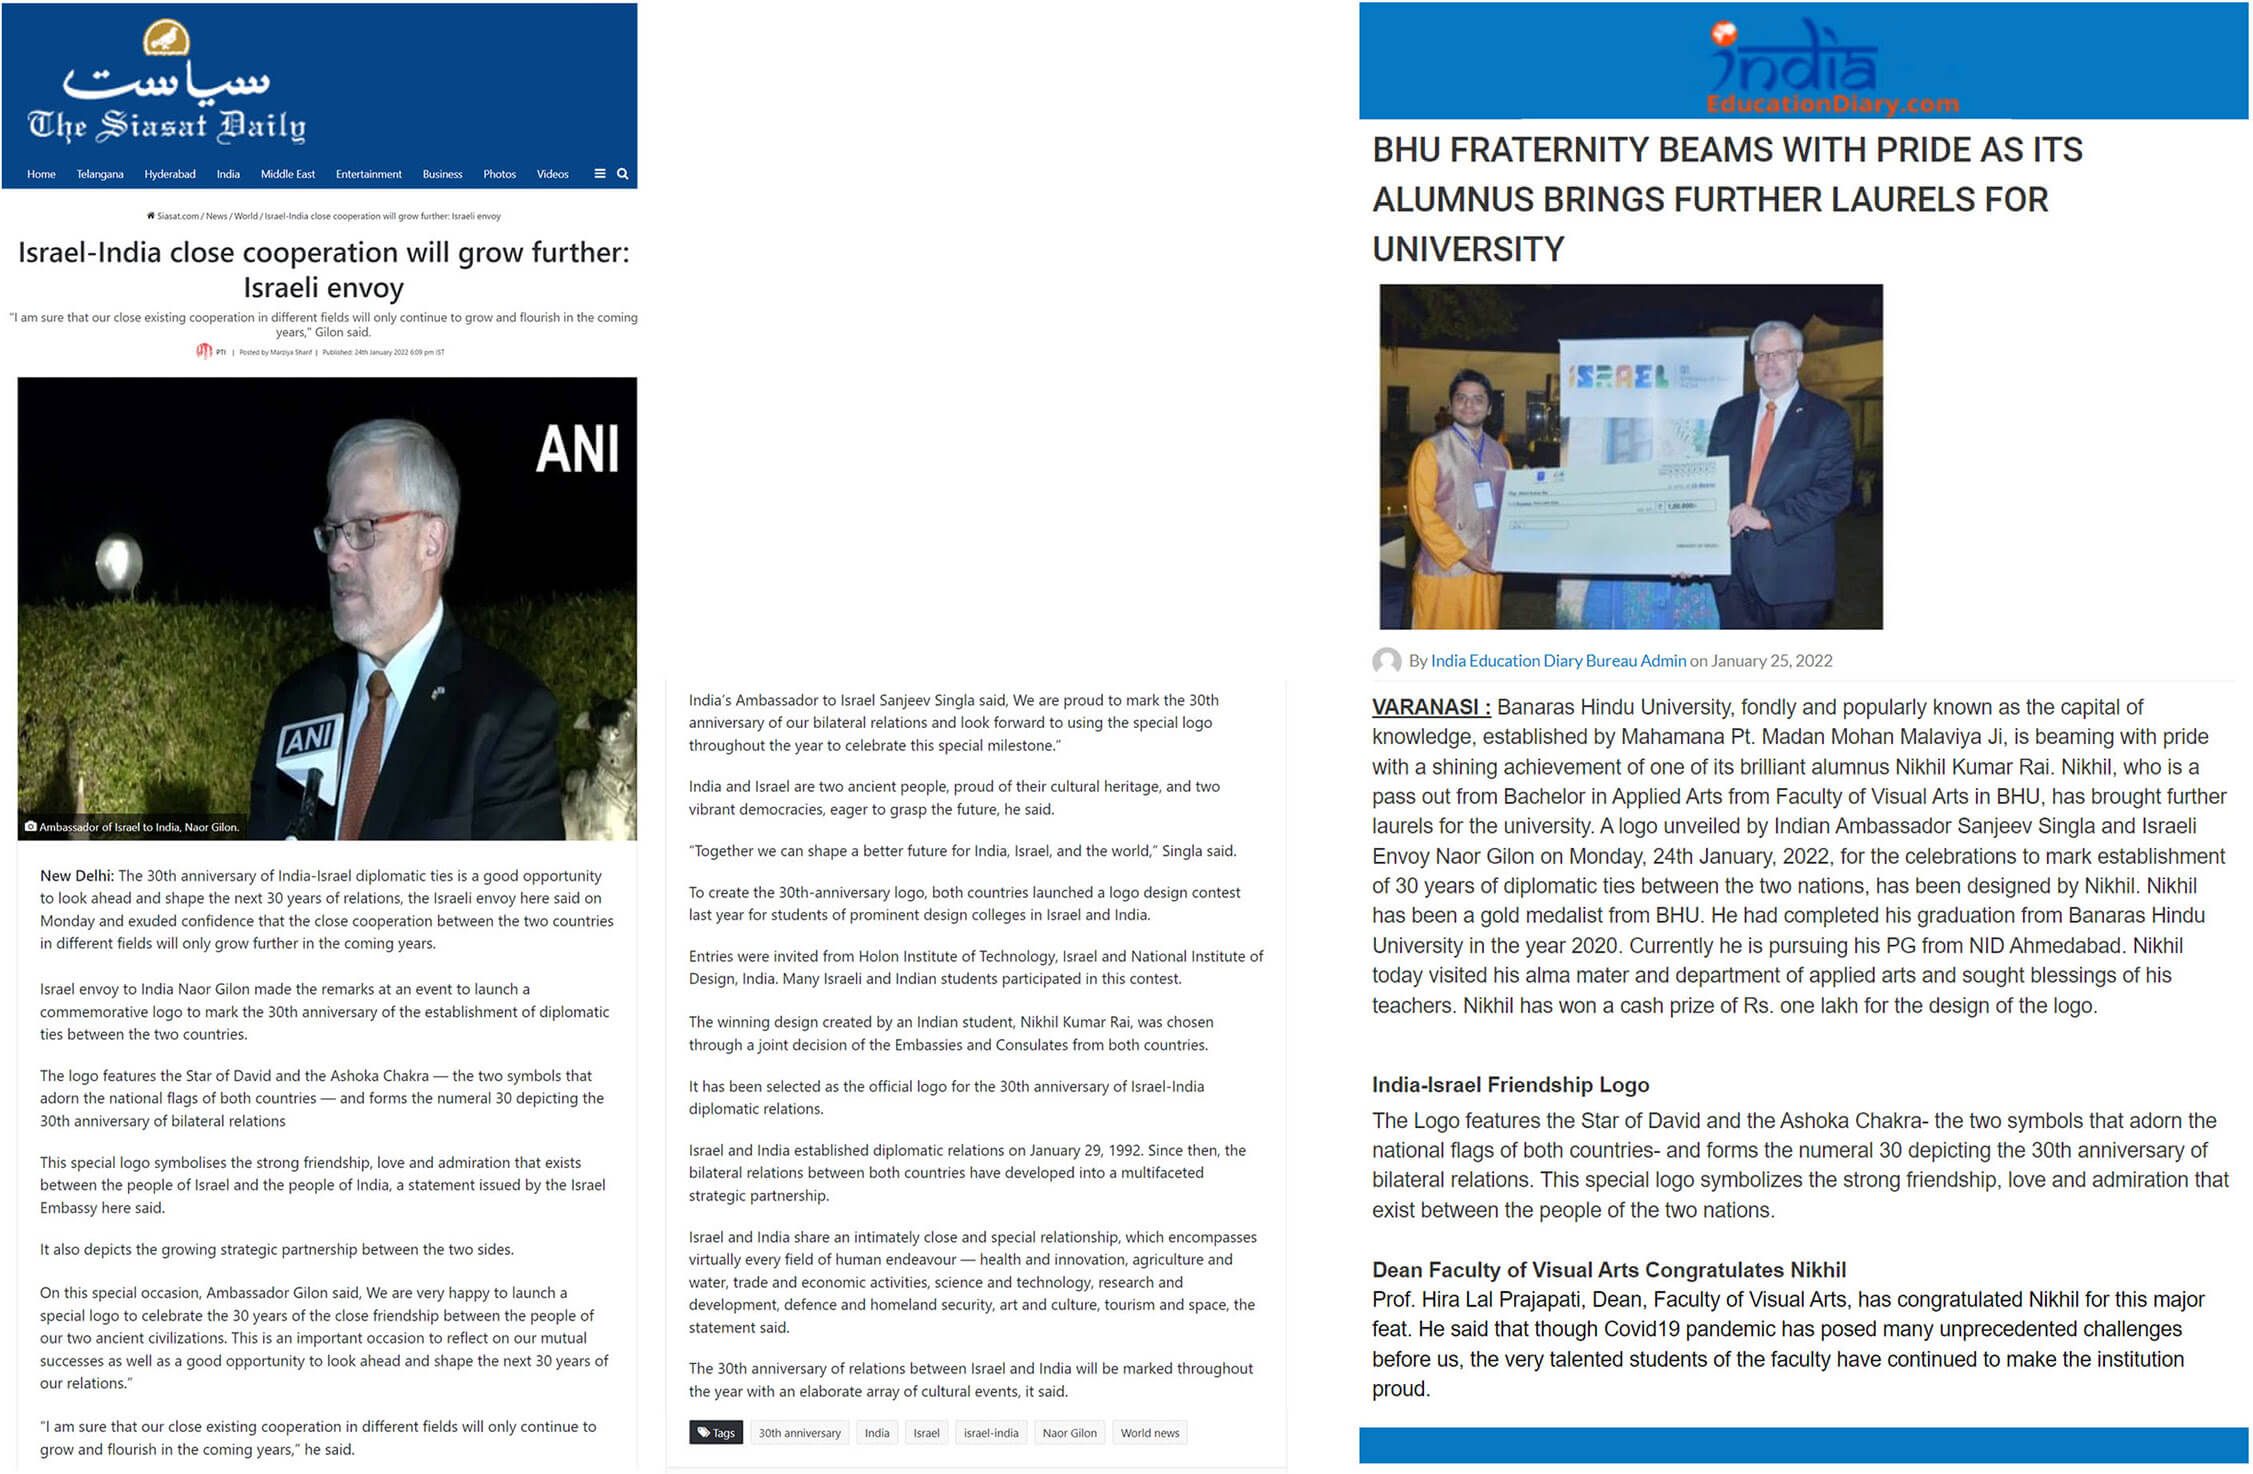 سیاست
The Siasat Daily
Home Telangana Hyderabad India Middle East Entertainment Business Photos Videos
Siasat.com / News / World / Israel-India close cooperation will grow further: Israeli envoy
Israel-India close cooperation will grow further:
Israeli envoy
"I am sure that our close existing cooperation in different fields will only continue to grow and flourish in the coming
years," Gilon said.
PTI | Posted by Marziya Sharif | Published: 24th January 2022 6:09 pm IST
ANI
ANI
Ambassador of Israel to India, Naor Gilon.
New Delhi: The 30th anniversary of India-Israel diplomatic ties is a good opportunity
to look ahead and shape the next 30 years of relations, the Israeli envoy here said on
Monday and exuded confidence that the close cooperation between the two countries
in different fields will only grow further in the coming years.
Israel envoy to India Naor Gilon made the remarks at an event to launch a
commemorative logo to mark the 30th anniversary of the establishment of diplomatic
ties between the two countries.
The logo features the Star of David and the Ashoka Chakra — the two symbols that
adorn the national flags of both countries — and forms the numeral 30 depicting the
30th anniversary of bilateral relations
This special logo symbolises the strong friendship, love and admiration that exists
between the people of Israel and the people of India, a statement issued by the Israel
Embassy here said.
It also depicts the growing strategic partnership between the two sides.
On this special occasion, Ambassador Gilon said, We are very happy to launch a
special logo to celebrate the 30 years of the close friendship between the people of
our two ancient civilizations. This is an important occasion to reflect on our mutual
successes as well as a good opportunity to look ahead and shape the next 30 years of
our relations."
"I am sure that our close existing cooperation in different fields will only continue to
grow and flourish in the coming years," he said.
India's Ambassador to Israel Sanjeev Singla said, We are proud to mark the 30th
anniversary of our bilateral relations and look forward to using the special logo
throughout the year to celebrate this special milestone."
India and Israel are two ancient people, proud of their cultural heritage, and two
vibrant democracies, eager to grasp the future, he said.
"Together we can shape a better future for India, Israel, and the world," Singla said.
To create the 30th-anniversary logo, both countries launched a logo design contest
last year for students of prominent design colleges in Israel and India.
Entries were invited from Holon Institute of Technology, Israel and National Institute of
Design, India. Many Israeli and Indian students participated in this contest.
The winning design created by an Indian student, Nikhil Kumar Rai, was chosen
through a joint decision of the Embassies and Consulates from both countries.
It has been selected as the official logo for the 30th anniversary of Israel-India
diplomatic relations.
Israel and India established diplomatic relations on January 29, 1992. Since then, the
bilateral relations between both countries have developed into a multifaceted
strategic partnership.
Israel and India share an intimately close and special relationship, which encompasses
virtually every field of human endeavour — health and innovation, agriculture and
water, trade and economic activities, science and technology, research and
development, defence and homeland security, art and culture, tourism and space, the
statement said.
The 30th anniversary of relations between Israel and India will be marked throughout
the year with an elaborate array of cultural events, it said.
Tags 30th anniversary India Israel israel-india Naor Gilon World news
india
EducationDiary.com
BHU FRATERNITY BEAMS WITH PRIDE AS ITS
ALUMNUS BRINGS FURTHER LAURELS FOR
UNIVERSITY
ISRAEL
1,00,000/-
By India Education Diary Bureau Admin on January 25, 2022
VARANASI : Banaras Hindu University, fondly and popularly known as the capital of
knowledge, established by Mahamana Pt. Madan Mohan Malaviya Ji, is beaming with pride
with a shining achievement of one of its brilliant alumnus Nikhil Kumar Rai. Nikhil, who is a
pass out from Bachelor in Applied Arts from Faculty of Visual Arts in BHU, has brought further
laurels for the university. A logo unveiled by Indian Ambassador Sanjeev Singla and Israeli
Envoy Naor Gilon on Monday, 24th January, 2022, for the celebrations to mark establishment
of 30 years of diplomatic ties between the two nations, has been designed by Nikhil. Nikhil
has been a gold medalist from BHU. He had completed his graduation from Banaras Hindu
University in the year 2020. Currently he is pursuing his PG from NID Ahmedabad. Nikhil
today visited his alma mater and department of applied arts and sought blessings of his
teachers. Nikhil has won a cash prize of Rs. one lakh for the design of the logo.
India-Israel Friendship Logo
The Logo features the Star of David and the Ashoka Chakra- the two symbols that adorn the
national flags of both countries- and forms the numeral 30 depicting the 30th anniversary of
bilateral relations. This special logo symbolizes the strong friendship, love and admiration that
exist between the people of the two nations.
Dean Faculty of Visual Arts Congratulates Nikhil
Prof. Hira Lal Prajapati, Dean, Faculty of Visual Arts, has congratulated Nikhil for this major
feat. He said that though Covid19 pandemic has posed many unprecedented challenges
before us, the very talented students of the faculty have continued to make the institution
proud.